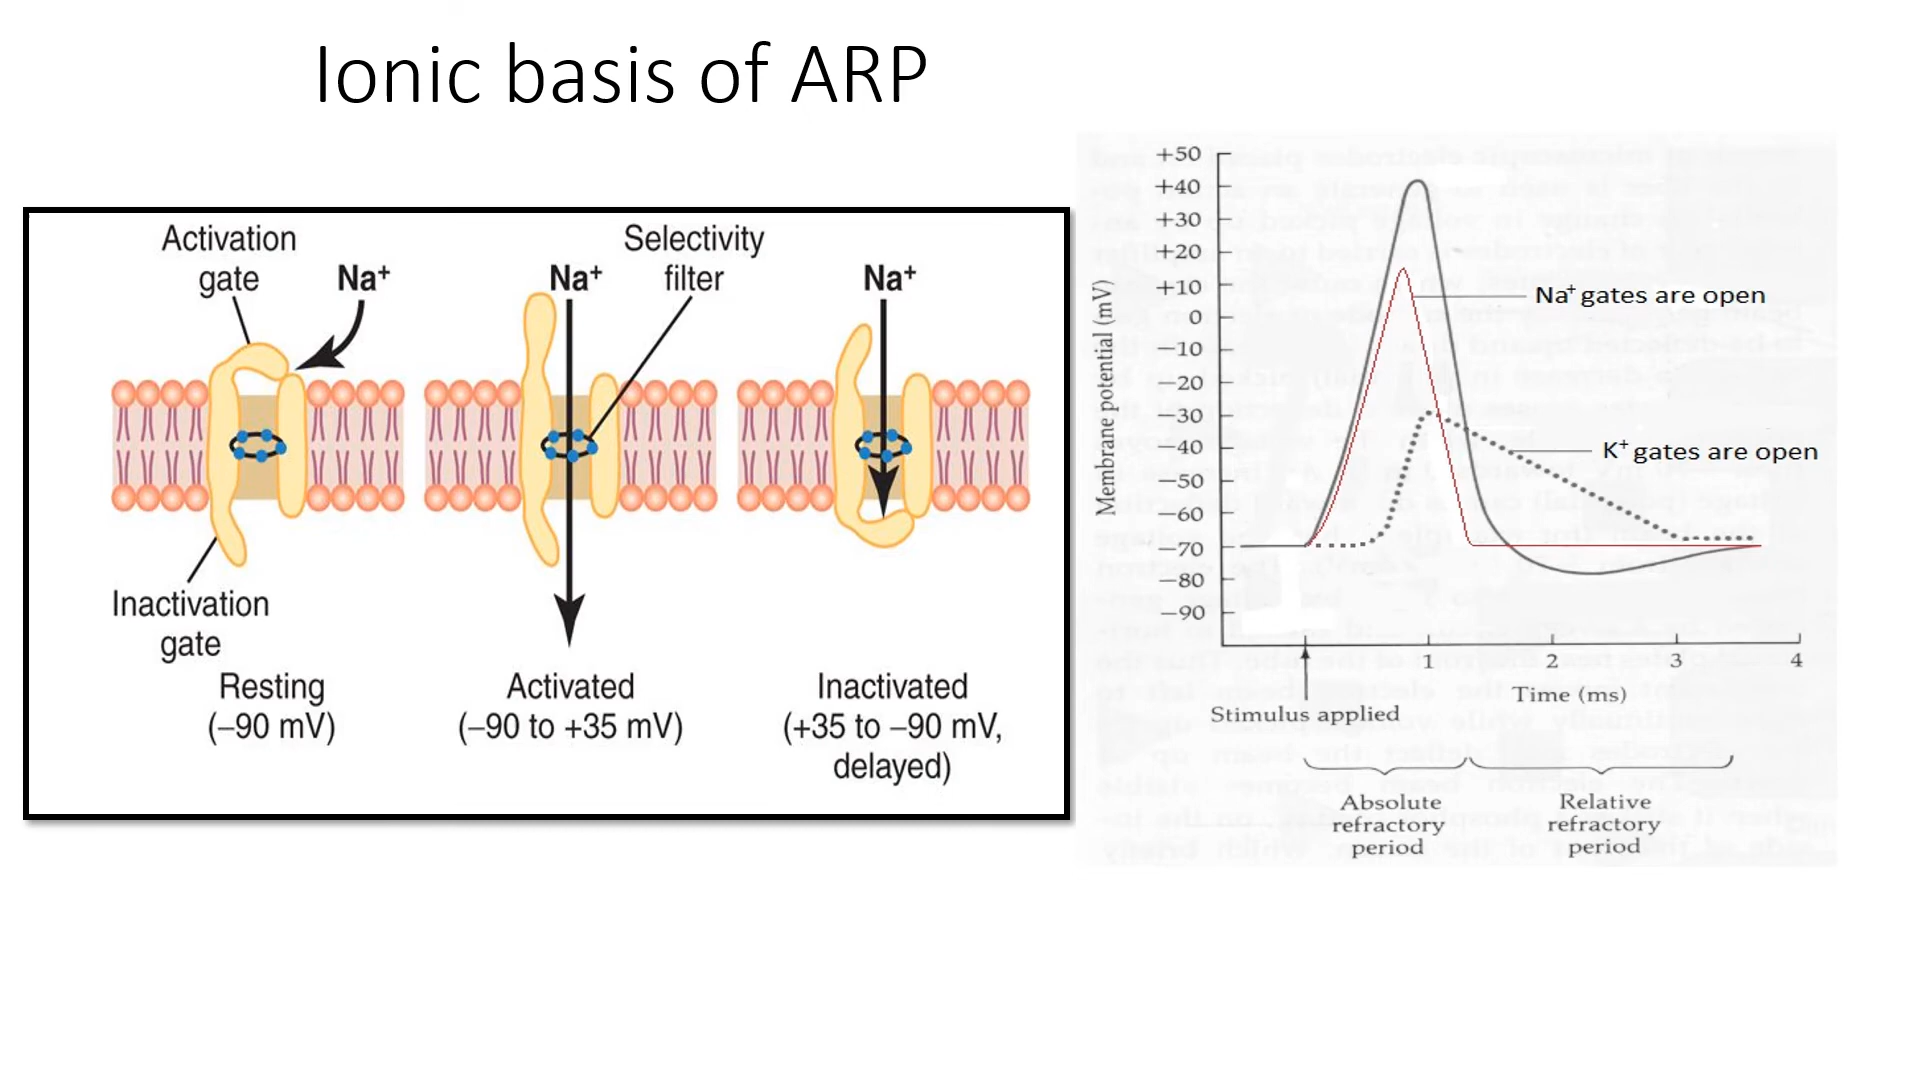 Ionic basis of ARP
Activation
gate
Na⁺
Na⁺
Selectivity
filter
Na⁺
Inactivation
gate
Resting
(–90 mV)
Activated
(–90 to +35 mV)
Inactivated
(+35 to –90 mV,
delayed)
Membrane potential (mV)
+50
+40
+30
+20
+10
0
−10
−20
−30
−40
−50
−60
−70
−80
−90
Na⁺ gates are open
K⁺ gates are open
1
2
3
4
Time (ms)
Stimulus applied
Absolute
refractory
period
Relative
refractory
period